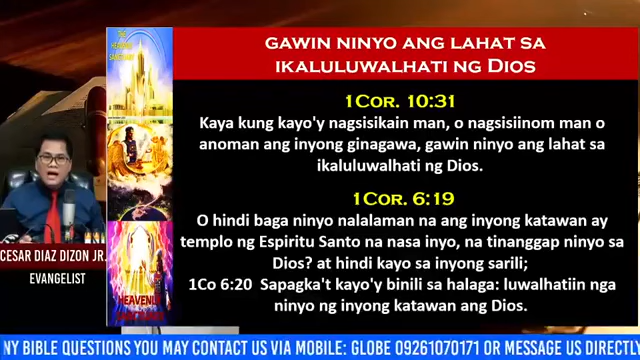 GAWIN NINYO ANG LAHAT SA
IKALULUWALHATI NG DIOS
1COR. 10:31
Kaya kung kayo'y nagsisikain man, o nagsisiinom man o
anoman ang inyong ginagawa, gawin ninyo ang lahat sa
ikaluluwalhati ng Dios.
1COR. 6:19
O hindi baga ninyo nalalaman na ang inyong katawan ay
templo ng Espiritu Santo na nasa inyo, na tinanggap ninyo sa
Dios? at hindi kayo sa inyong sarili;
1Co 6:20 Sapagka't kayo'y binili sa halaga: luwalhatiin nga
ninyo ng inyong katawan ang Dios.
THE
HEAVENLY
SANCTUARY
HEAVENLY
CESAR DIAZ DIZON JR.
EVANGELIST
NY BIBLE QUESTIONS YOU MAY CONTACT US VIA MOBILE: GLOBE 09261070171 OR MESSAGE US DIRECTLY